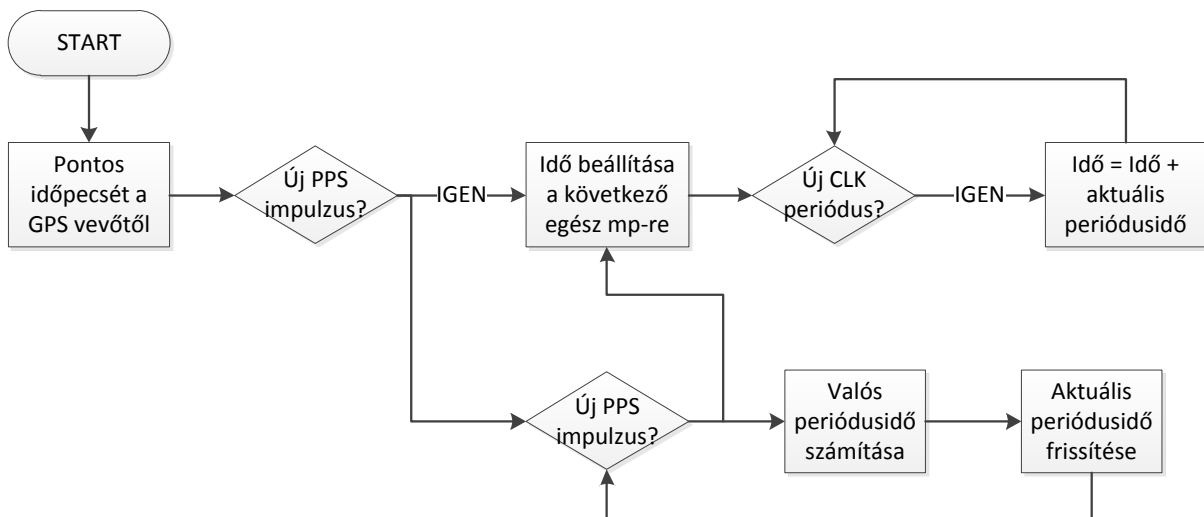 START
Pontos
időpecsét a
GPS vevőtől
Új PPS
impulzus?
IGEN
Idő beállítása
a következő
egész mp-re
Új CLK
periódus?
IGEN
Idő = Idő +
aktuális
periódusidő
Új PPS
impulzus?
Valós
periódusidő
számítása
Aktuális
periódusidő
frissítése